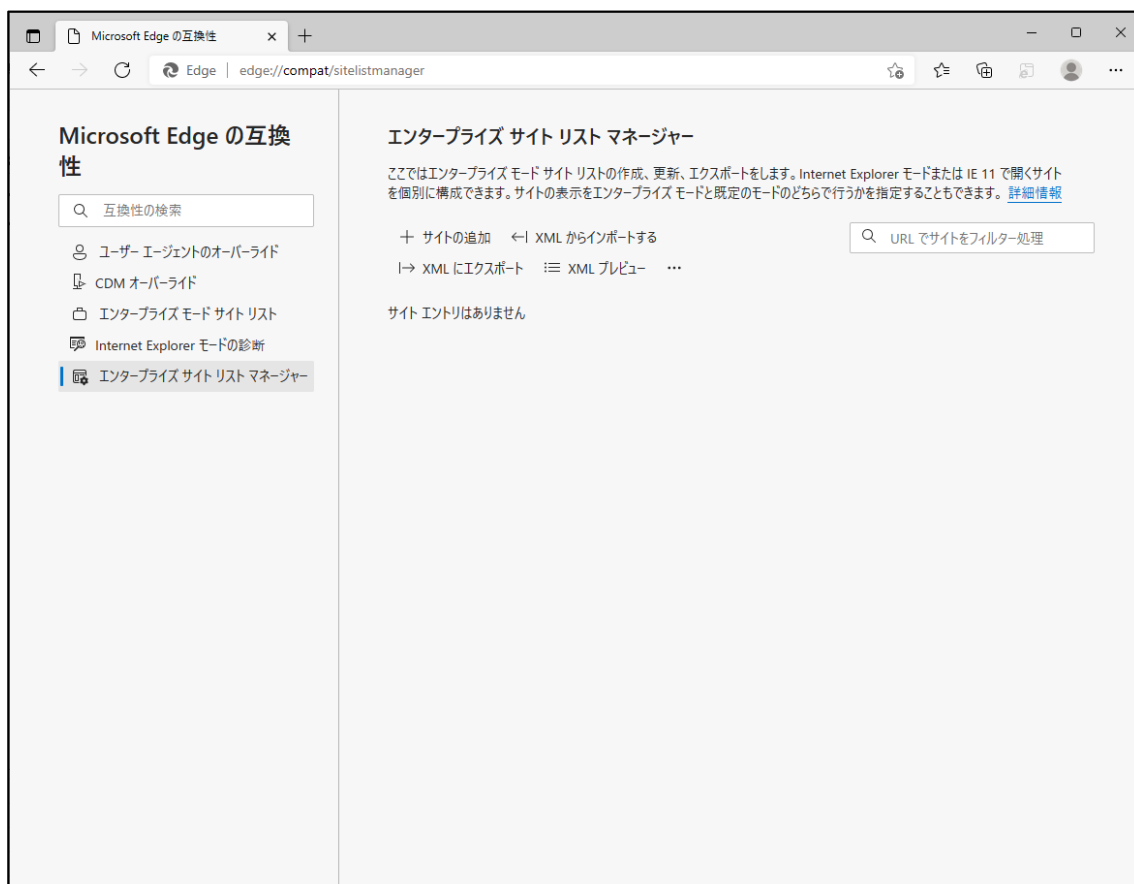 Microsoft Edge の互換性
Edge
edge://compat/sitelistmanager
Microsoft Edge の互換
性
互換性の検索
ユーザー エージェントのオーバーライド
CDM オーバーライド
エンタープライズ モード サイト リスト
Internet Explorer モードの診断
エンタープライズ サイト リスト マネージャー
エンタープライズ サイト リスト マネージャー
ここではエンタープライズ モード サイト リストの作成、更新、エクスポートをします。Internet Explorer モードまたは IE 11 で開くサイト
を個別に構成できます。サイトの表示をエンタープライズ モードと既定のモードのどちらで行うかを指定することもできます。 詳細情報
サイトの追加 XML からインポートする
URL でサイトをフィルター処理
XML にエクスポート XML プレビュー ···
サイト エントリはありません